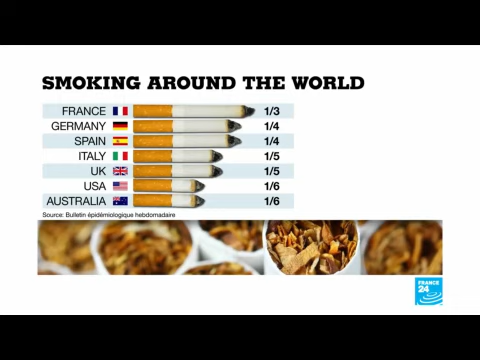 SMOKING AROUND THE WORLD
FRANCE 1/3
GERMANY 1/4
SPAIN 1/4
ITALY 1/5
UK 1/5
USA 1/6
AUSTRALIA 1/6
Source: Bulletin épidémiologique hebdomadaire
FRANCE
24